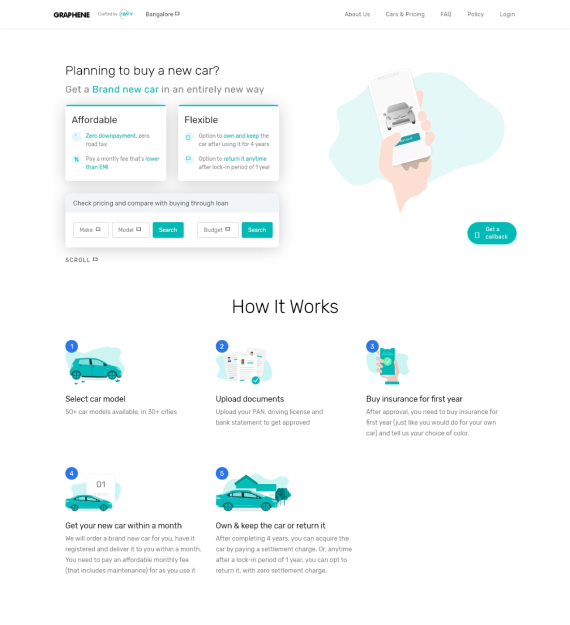 GRAPHENE
Crafted by
Bangalore
About Us
Cars & Pricing
FAQ
Policy
Login
Planning to buy a new car?
Get a Brand new car in an entirely new way
Affordable
Zero downpayment, zero
road tax
Pay a montly fee that's lower
than EMI
Flexible
Option to own and keep the
car after using it for 4 years
Option to return it anytime
after lock-in period of 1 year
Check pricing and compare with buying through loan
Make
Model
Search
Budget
Search
Get a
callback
SCROLL
How It Works
1
Select car model
50+ car models available, in 30+ cities
2
Upload documents
Upload your PAN, driving license and
bank statement to get approved
3
Buy insurance for first year
After approval, you need to buy insurance for
first year (just like you would do for your own
car) and tell us your choice of color.
4
01
Get your new car within a month
We will order a brand new car for you, have it
registered and deliver it to you within a month.
You need to pay an affordable monthly fee
(that includes maintenance) for as you use it
5
Own & keep the car or return it
After completing 4 years, you can acquire the
car by paying a settlement charge. Or, anytime
after a lock-in period of 1 year, you can opt to
return it, with zero settlement charge.